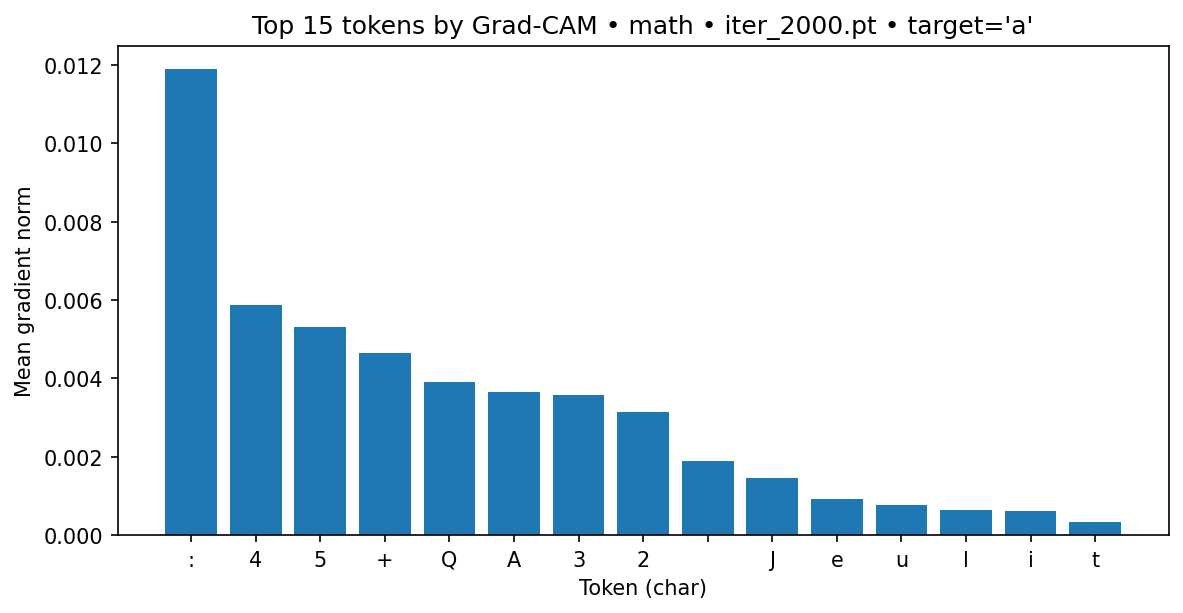 Top 15 tokens by Grad-CAM • math • iter_2000.pt • target='a'
Mean gradient norm
0.012
0.010
0.008
0.006
0.004
0.002
0.000
: 4 5 + Q A 3 2 J e u l i t
Token (char)